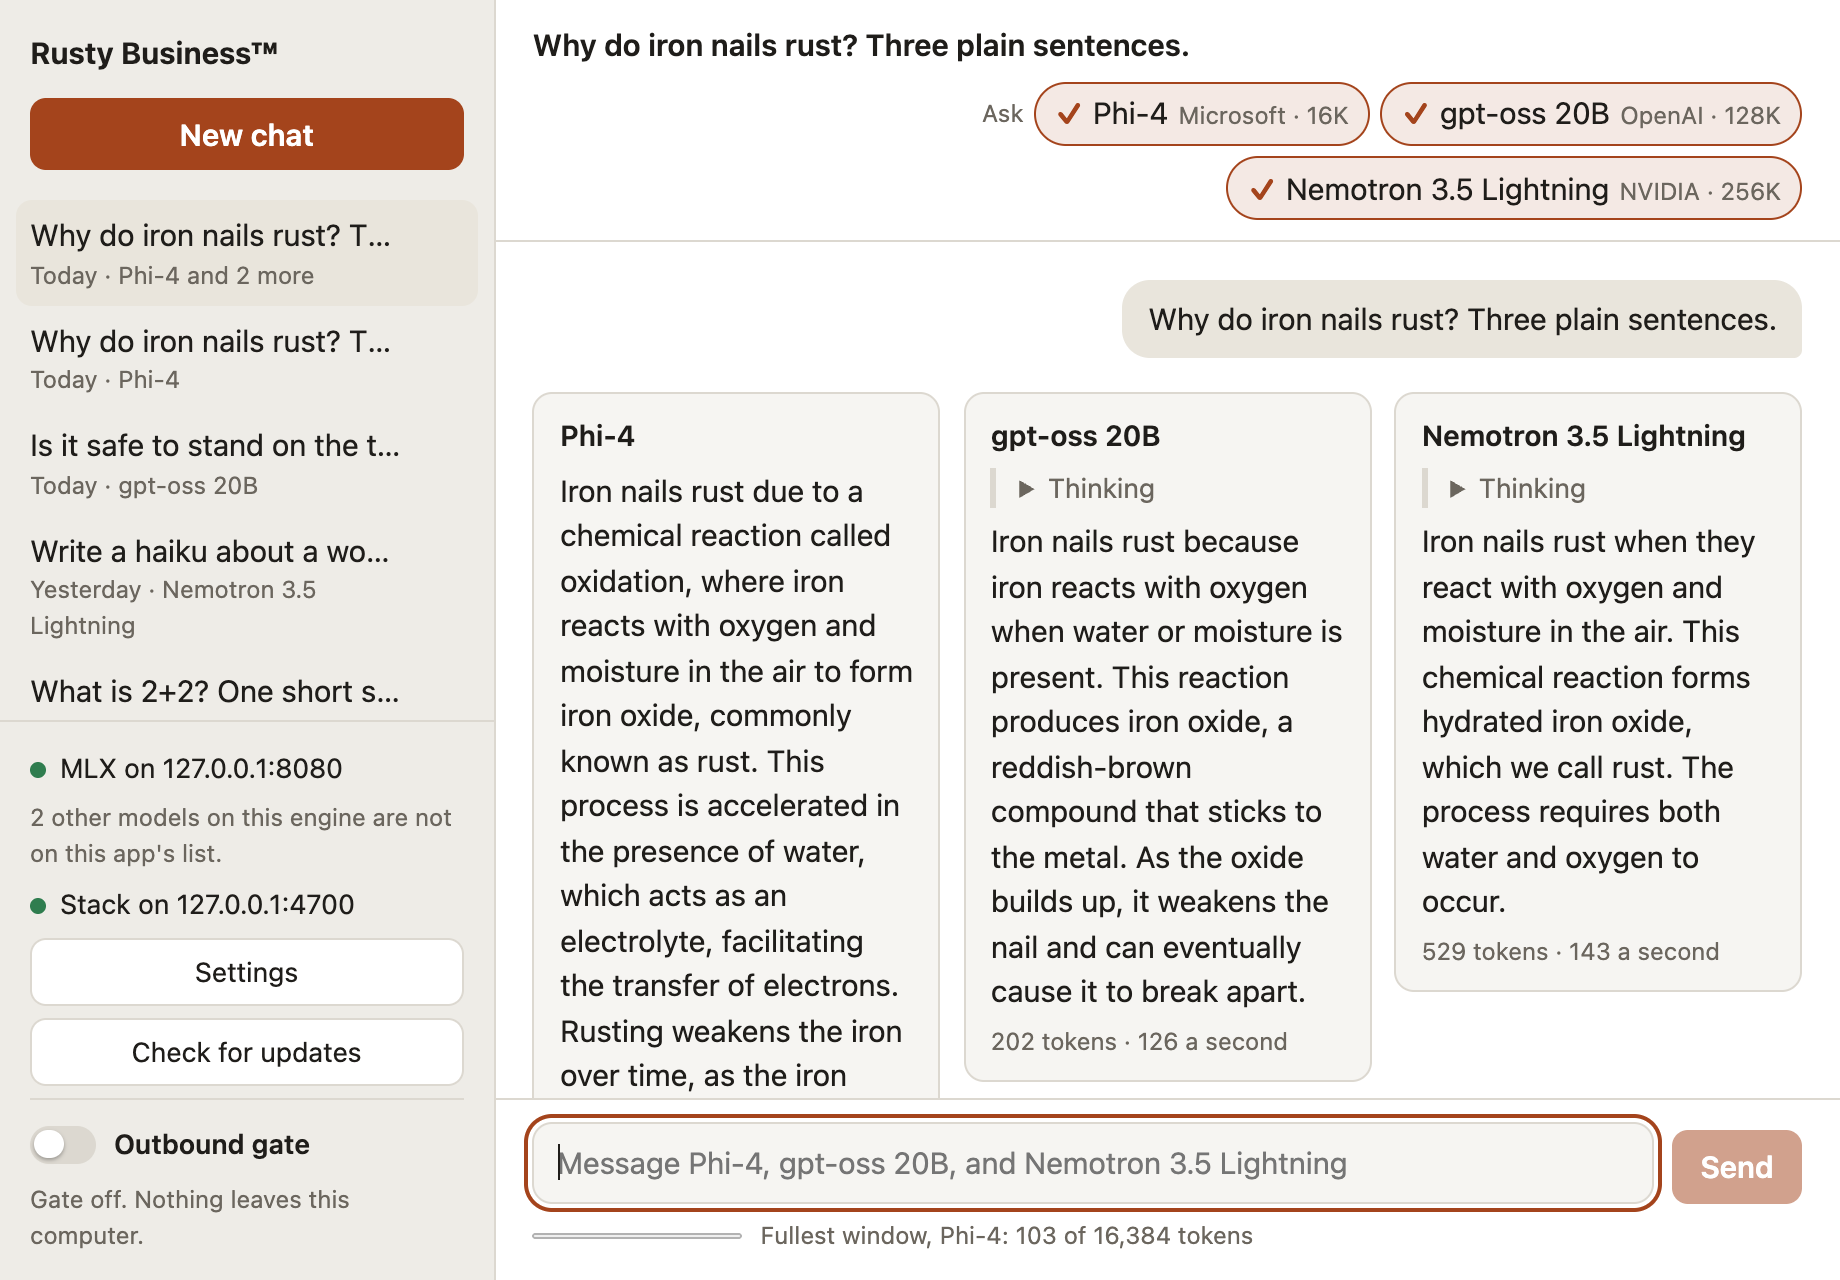 Rusty Business™
New chat
Why do iron nails rust? T...
Today · Phi-4 and 2 more
Why do iron nails rust? T...
Today · Phi-4
Is it safe to stand on the t...
Today · gpt-oss 20B
Write a haiku about a wo...
Yesterday · Nemotron 3.5
Lightning
What is 2+2? One short s...
MLX on 127.0.0.1:8080
2 other models on this engine are not
on this app's list.
Stack on 127.0.0.1:4700
Settings
Check for updates
Outbound gate
Gate off. Nothing leaves this
computer.
Why do iron nails rust? Three plain sentences.
Ask
Phi-4 Microsoft · 16K
gpt-oss 20B OpenAI · 128K
Nemotron 3.5 Lightning NVIDIA · 256K
Why do iron nails rust? Three plain sentences.
Phi-4
Iron nails rust due to a
chemical reaction called
oxidation, where iron
reacts with oxygen and
moisture in the air to form
iron oxide, commonly
known as rust. This
process is accelerated in
the presence of water,
which acts as an
electrolyte, facilitating
the transfer of electrons.
Rusting weakens the iron
over time, as the iron
gpt-oss 20B
Thinking
Iron nails rust because
iron reacts with oxygen
when water or moisture is
present. This reaction
produces iron oxide, a
reddish-brown
compound that sticks to
the metal. As the oxide
builds up, it weakens the
nail and can eventually
cause it to break apart.
202 tokens · 126 a second
Nemotron 3.5 Lightning
Thinking
Iron nails rust when they
react with oxygen and
moisture in the air. This
chemical reaction forms
hydrated iron oxide,
which we call rust. The
process requires both
water and oxygen to
occur.
529 tokens · 143 a second
Message Phi-4, gpt-oss 20B, and Nemotron 3.5 Lightning
Send
Fullest window, Phi-4: 103 of 16,384 tokens